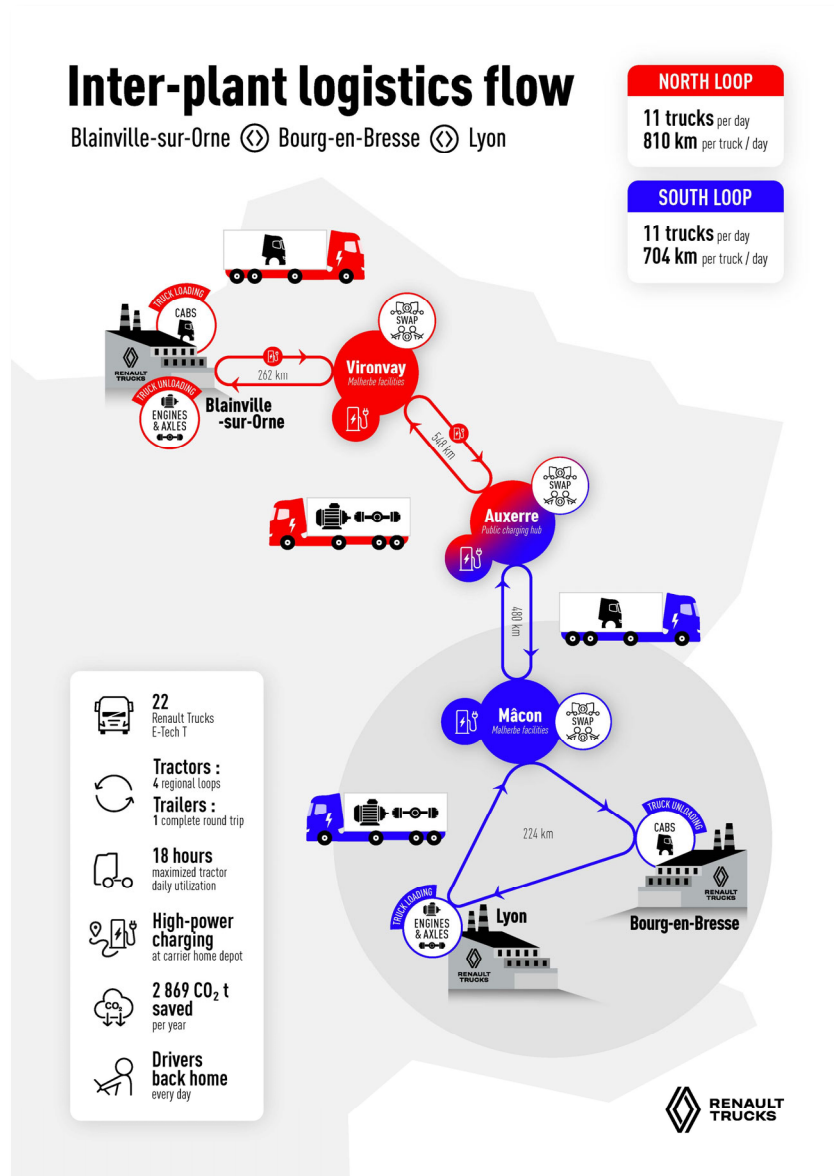 Inter-plant logistics flow
Blainville-sur-Orne Bourg-en-Bresse Lyon
NORTH LOOP
11 trucks per day
810 km per truck / day
SOUTH LOOP
11 trucks per day
704 km per truck / day
TRUCK LOADING
CABS
RENAULT
TRUCKS
TRUCK UNLOADING
ENGINES
& AXLES
Blainville
-sur-Orne
262 km
SWAP
Vironvay
Malherbe facilities
548 km
SWAP
Auxerre
Public charging hub
480 km
Mâcon
Malherbe facilities
SWAP
224 km
TRUCK UNLOADING
CABS
RENAULT
TRUCKS
Bourg-en-Bresse
TRUCK LOADING
ENGINES
& AXLES
Lyon
RENAULT
TRUCKS
22
Renault Trucks
E-Tech T
Tractors :
4 regional loops
Trailers :
1 complete round trip
18 hours
maximized tractor
daily utilization
High-power
charging
at carrier home depot
CO₂
2 869 CO₂ t
saved
per year
Drivers
back home
every day
RENAULT
TRUCKS